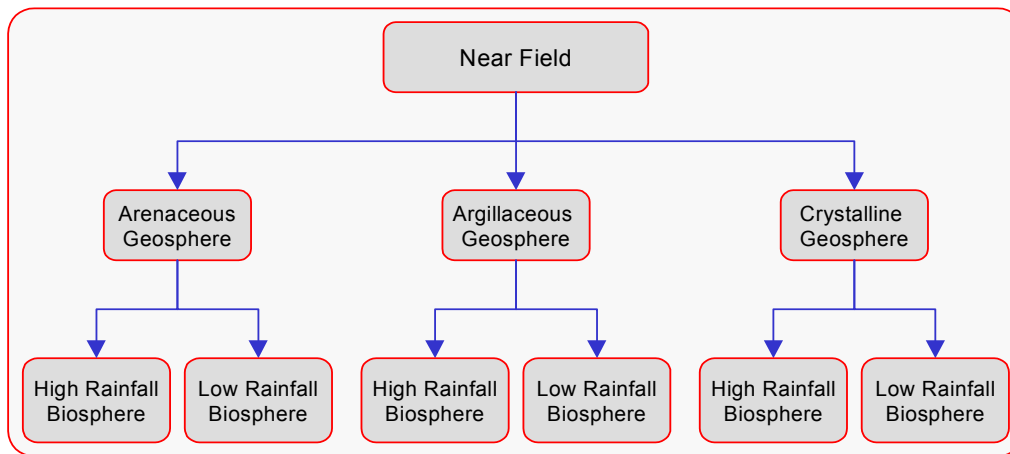 Near Field
Arenaceous
Geosphere
Argillaceous
Geosphere
Crystalline
Geosphere
High Rainfall
Biosphere
Low Rainfall
Biosphere
High Rainfall
Biosphere
Low Rainfall
Biosphere
High Rainfall
Biosphere
Low Rainfall
Biosphere